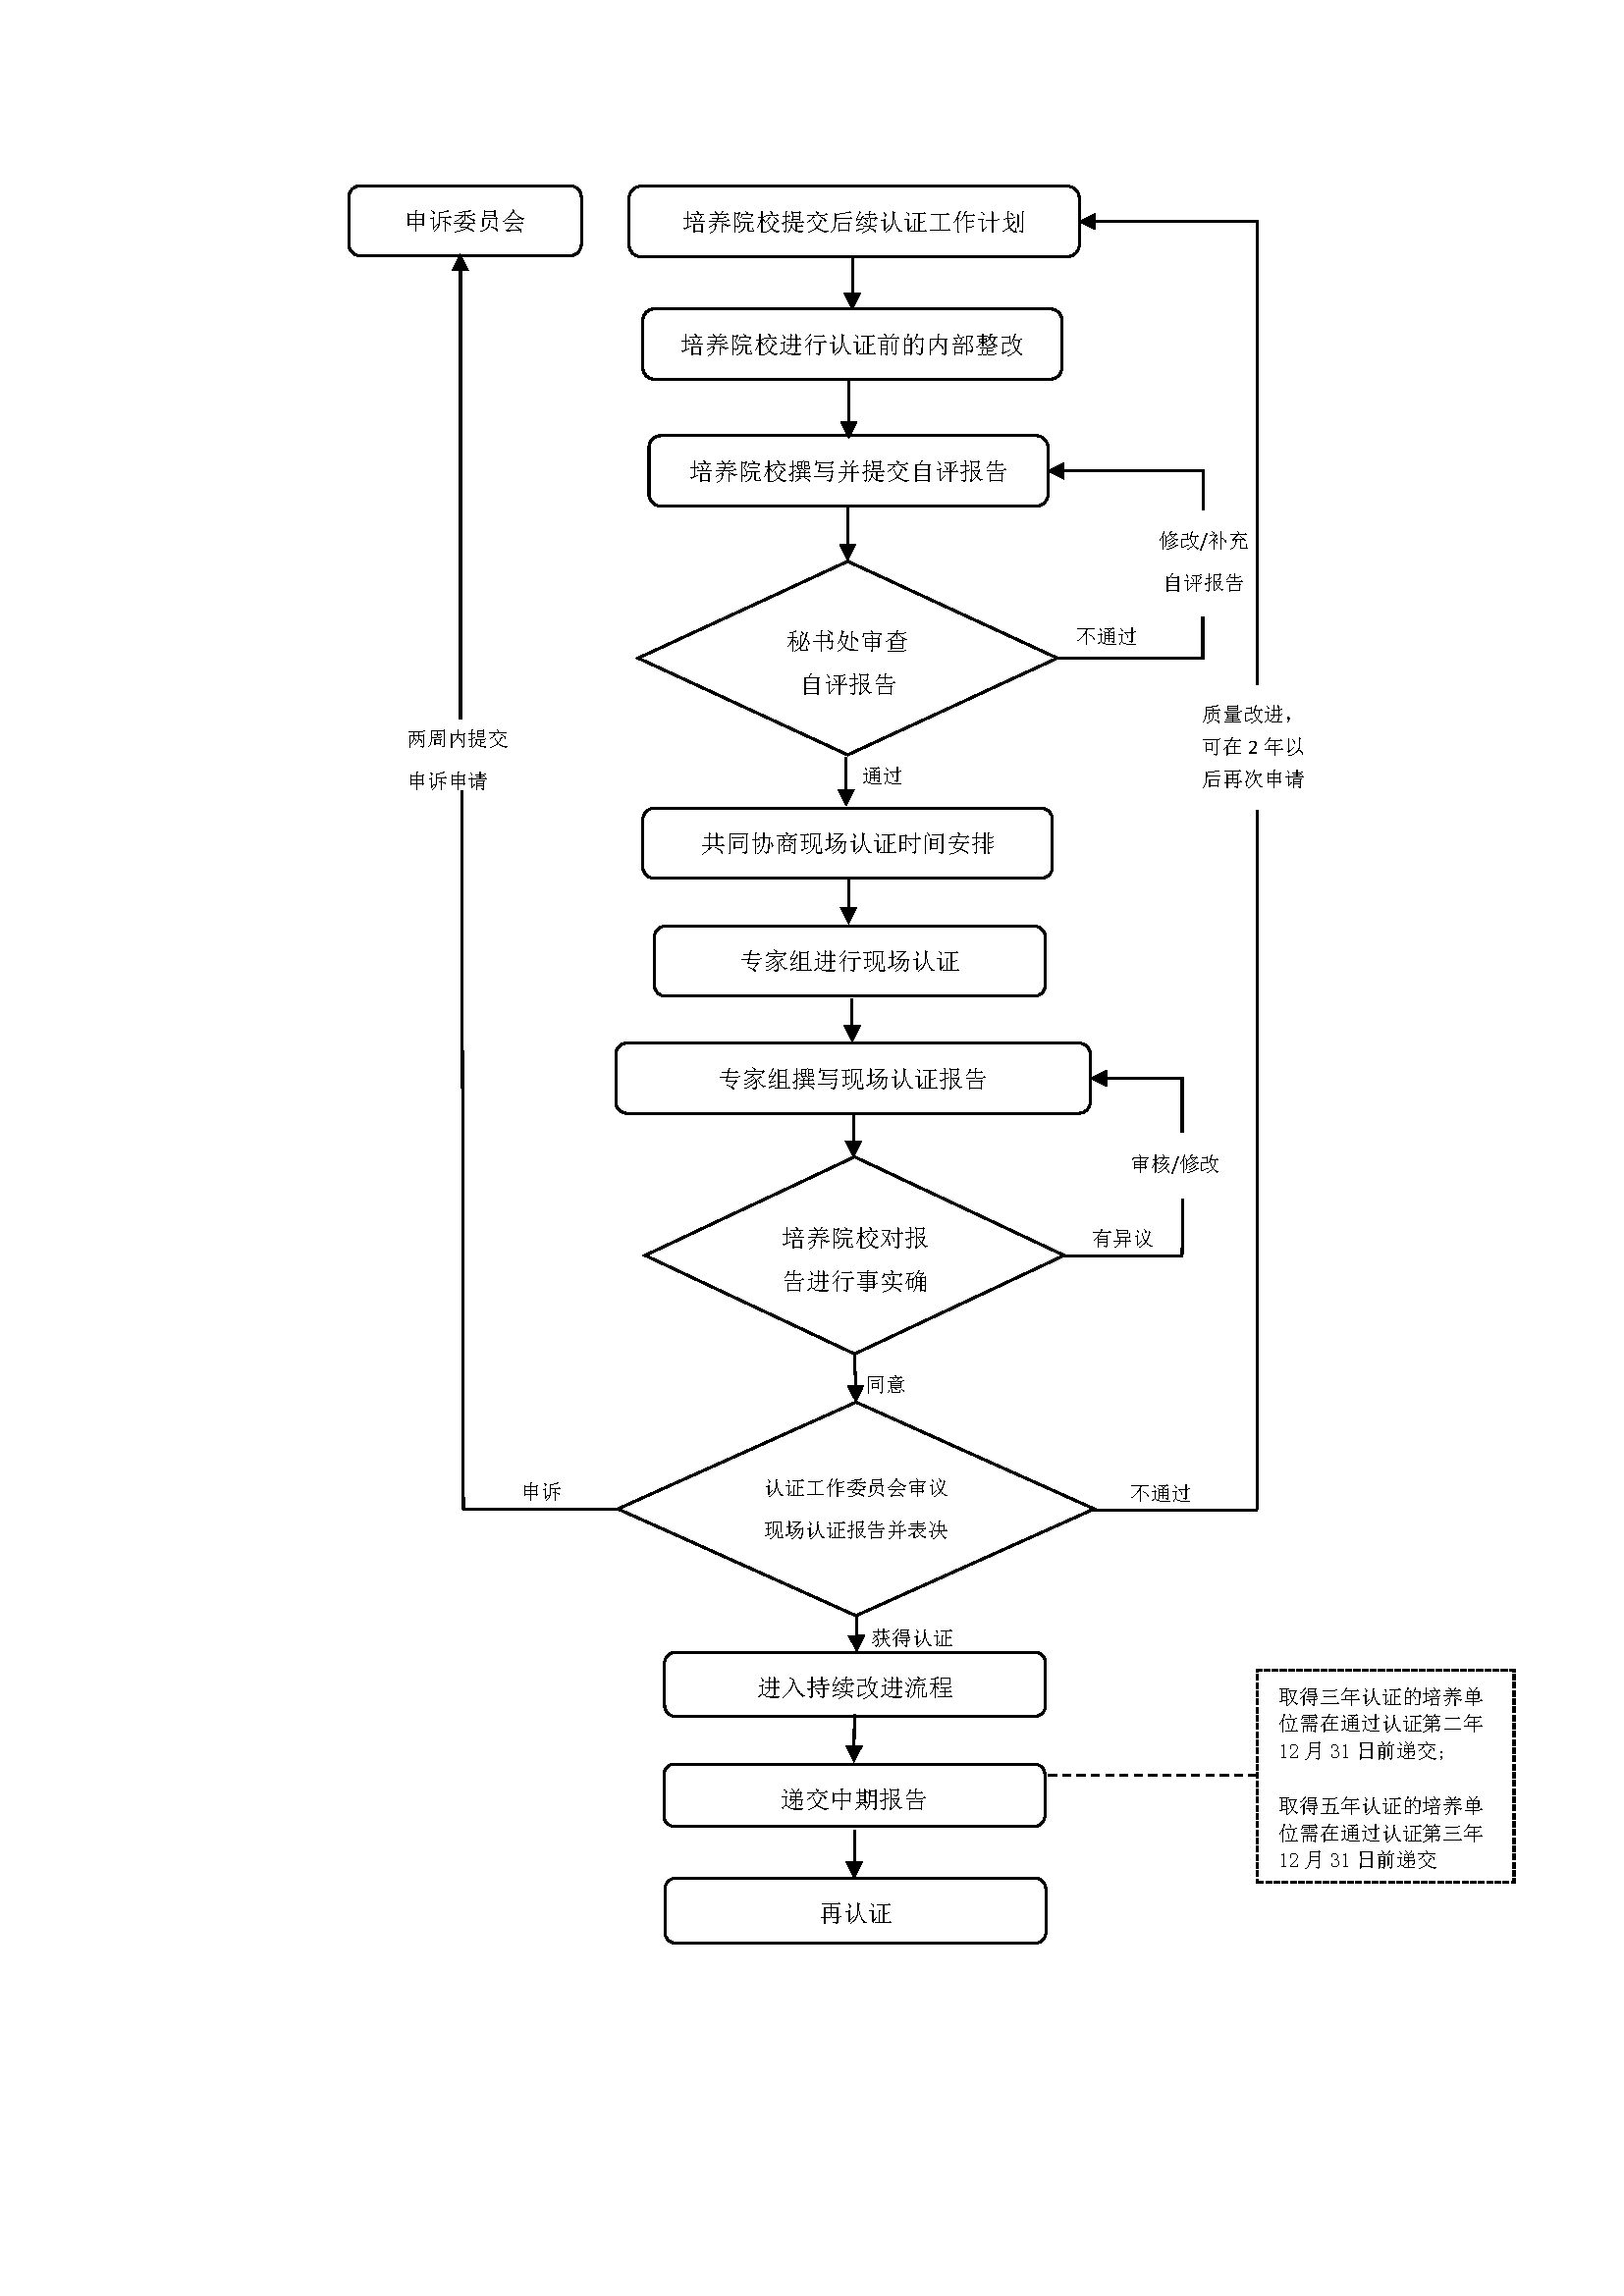 申诉委员会
培养院校提交后续认证工作计划
培养院校进行认证前的内部整改
培养院校撰写并提交自评报告
修改/补充
自评报告
不通过
秘书处审查
自评报告
通过
质量改进，
可在 2 年以
后再次申请
两周内提交
申诉申请
共同协商现场认证时间安排
专家组进行现场认证
专家组撰写现场认证报告
审核/修改
有异议
培养院校对报
告进行事实确
同意
申诉
认证工作委员会审议
现场认证报告并表决
不通过
获得认证
进入持续改进流程
递交中期报告
取得三年认证的培养单
位需在通过认证第二年
12 月 31 日前递交；
取得五年认证的培养单
位需在通过认证第三年
12 月 31 日前递交
再认证